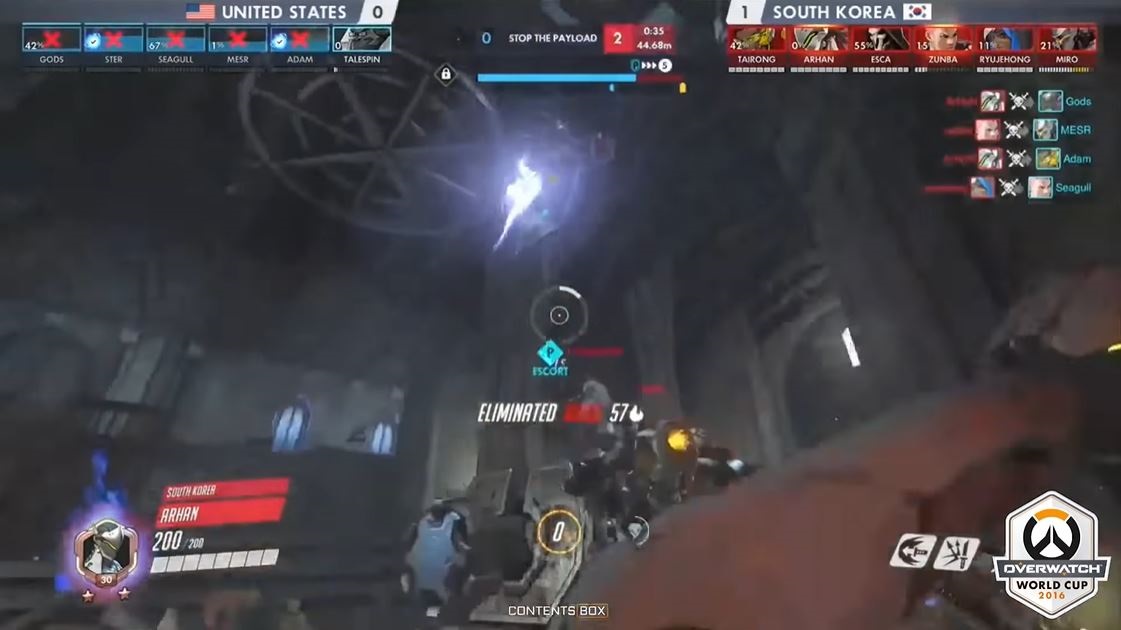 UNITED STATES 0
1 SOUTH KOREA
42% 67% 1% 0
GODS STER SEAGULL MESR ADAM TALESPIN
0 STOP THE PAYLOAD 2 0:35
44.68m
5
42 0 55% 15 11% 21%
TAIRONG ARHAN ESCA ZUNBA RYUJEHONG MIRO
Gods
MESR
Adam
Seagull
P
ESCORT
ELIMINATED 57
SOUTH KOREA
ARHAN
200/200
30
0
OVERWATCH
WORLD CUP
2016
CONTENTS BOX